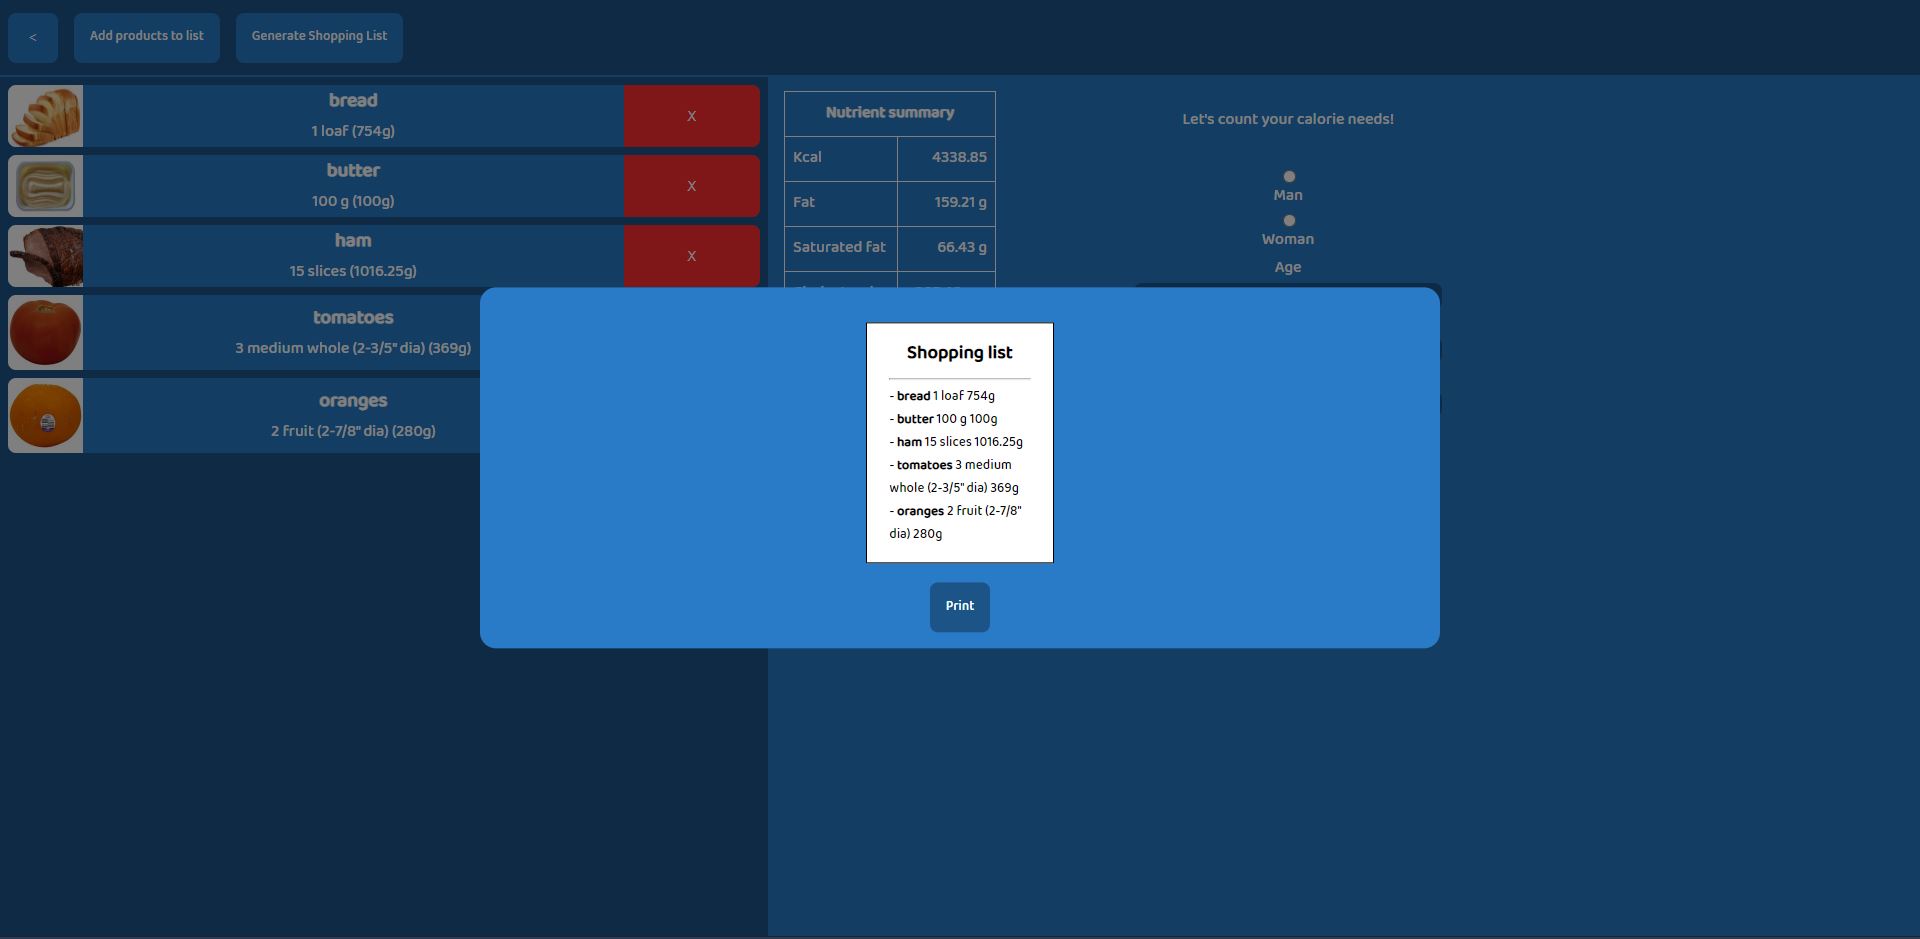 <
Add products to list
Generate Shopping List
bread
1 loaf (754g)
X
butter
100 g (100g)
X
ham
15 slices (1016.25g)
X
tomatoes
3 medium whole (2-3/5" dia) (369g)
oranges
2 fruit (2-7/8" dia) (280g)
Nutrient summary
Kcal 4338.85
Fat 159.21 g
Saturated fat 66.43 g
Let's count your calorie needs!
Man
Woman
Age
Shopping list
- bread 1 loaf 754g
- butter 100 g 100g
- ham 15 slices 1016.25g
- tomatoes 3 medium
whole (2-3/5" dia) 369g
- oranges 2 fruit (2-7/8"
dia) 280g
Print